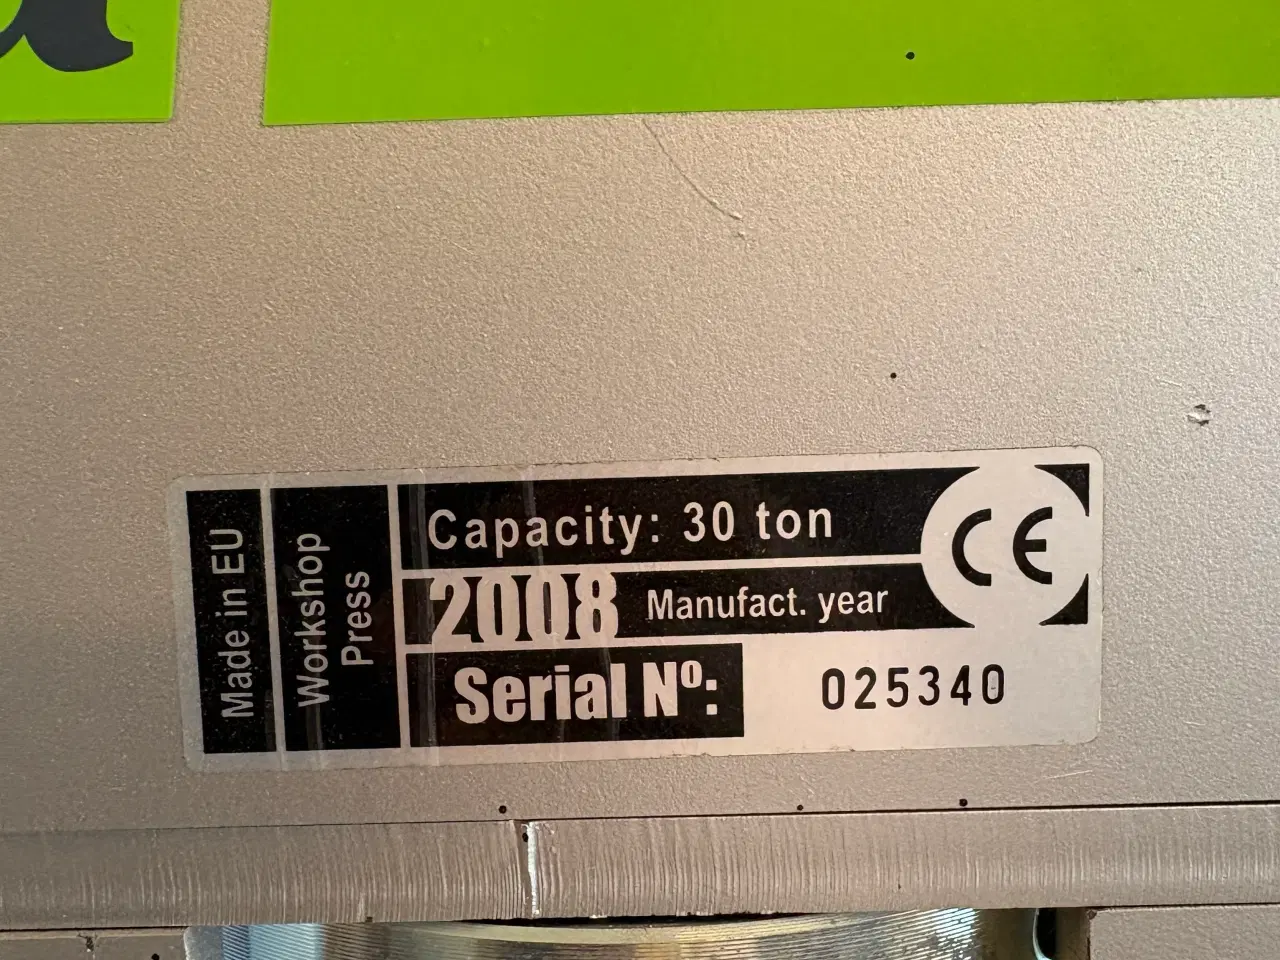 Made in EU
Workshop
Press
Capacity: 30 ton
2008 Manufact. year
Serial Nº: 025340
CE